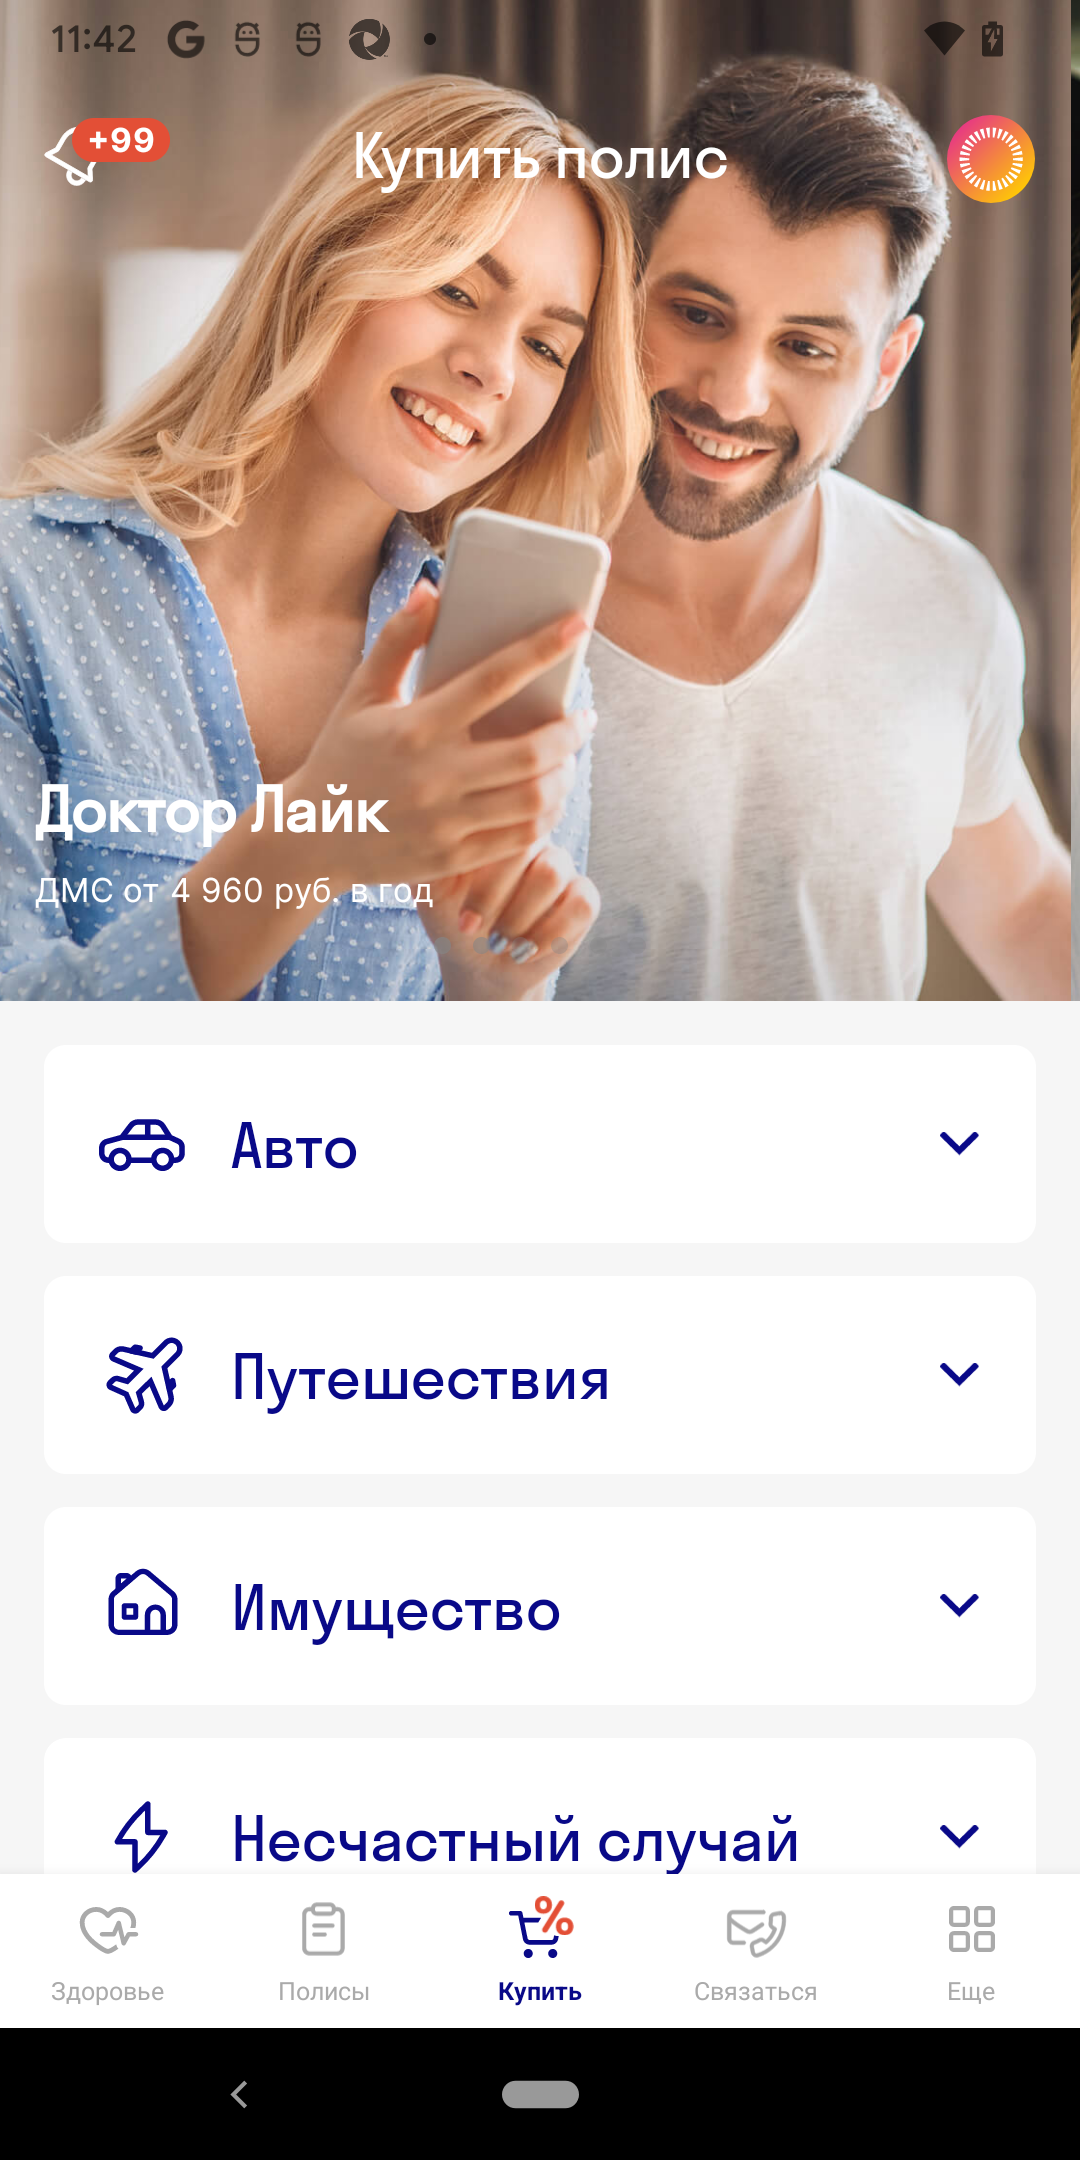 11:42
+99
Купить полис
Доктор Лайк
ДМС от 4 960 руб. в год
Авто
Путешествия
Имущество
Несчастный случай
%
Здоровье
Полисы
Купить
Связаться
Еще